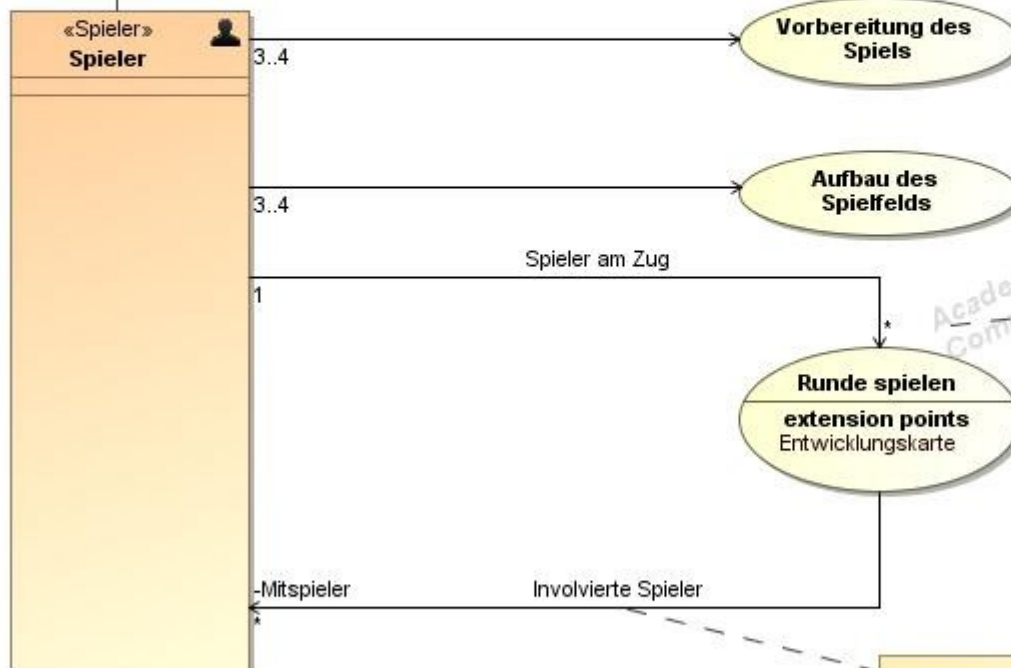 «Spieler»
Spieler
3..4
Vorbereitung des
Spiels
3..4
Aufbau des
Spielfelds
Spieler am Zug
1
*
Runde spielen
extension points
Entwicklungskarte
-Mitspieler
Involvierte Spieler
*